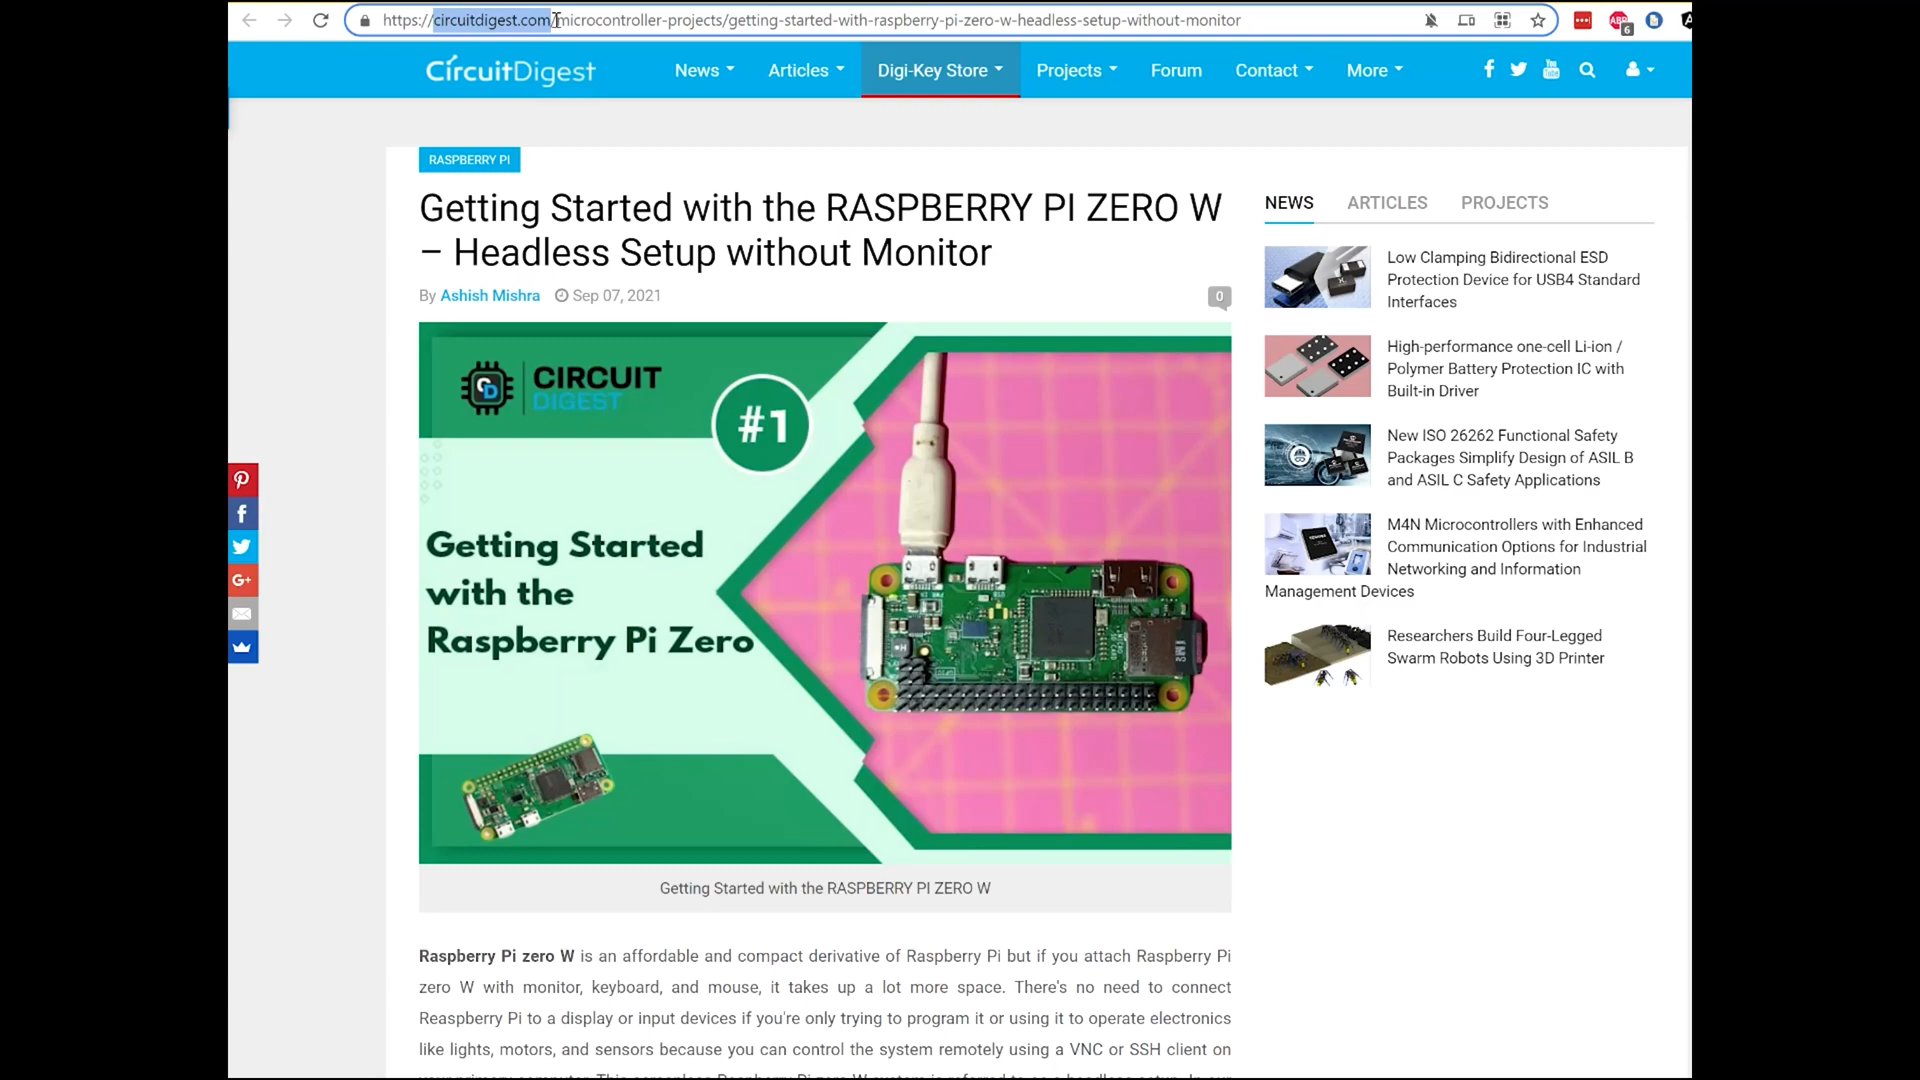 https://circuitdigest.com/microcontroller-projects/getting-started-with-raspberry-pi-zero-w-headless-setup-without-monitor
6
CircuitDigest
News
Articles
Digi-Key Store
Projects
Forum
Contact
More
RASPBERRY PI
Getting Started with the RASPBERRY PI ZERO W
– Headless Setup without Monitor
By Ashish Mishra Sep 07, 2021
0
CIRCUIT
DIGEST
#1
Getting Started
with the
Raspberry Pi Zero
Getting Started with the RASPBERRY PI ZERO W
Raspberry Pi zero W is an affordable and compact derivative of Raspberry Pi but if you attach Raspberry Pi
zero W with monitor, keyboard, and mouse, it takes up a lot more space. There's no need to connect
Reaspberry Pi to a display or input devices if you're only trying to program it or using it to operate electronics
like lights, motors, and sensors because you can control the system remotely using a VNC or SSH client on
NEWS
ARTICLES
PROJECTS
Low Clamping Bidirectional ESD
Protection Device for USB4 Standard
Interfaces
High-performance one-cell Li-ion /
Polymer Battery Protection IC with
Built-in Driver
New ISO 26262 Functional Safety
Packages Simplify Design of ASIL B
and ASIL C Safety Applications
M4N Microcontrollers with Enhanced
Communication Options for Industrial
Networking and Information
Management Devices
Researchers Build Four-Legged
Swarm Robots Using 3D Printer